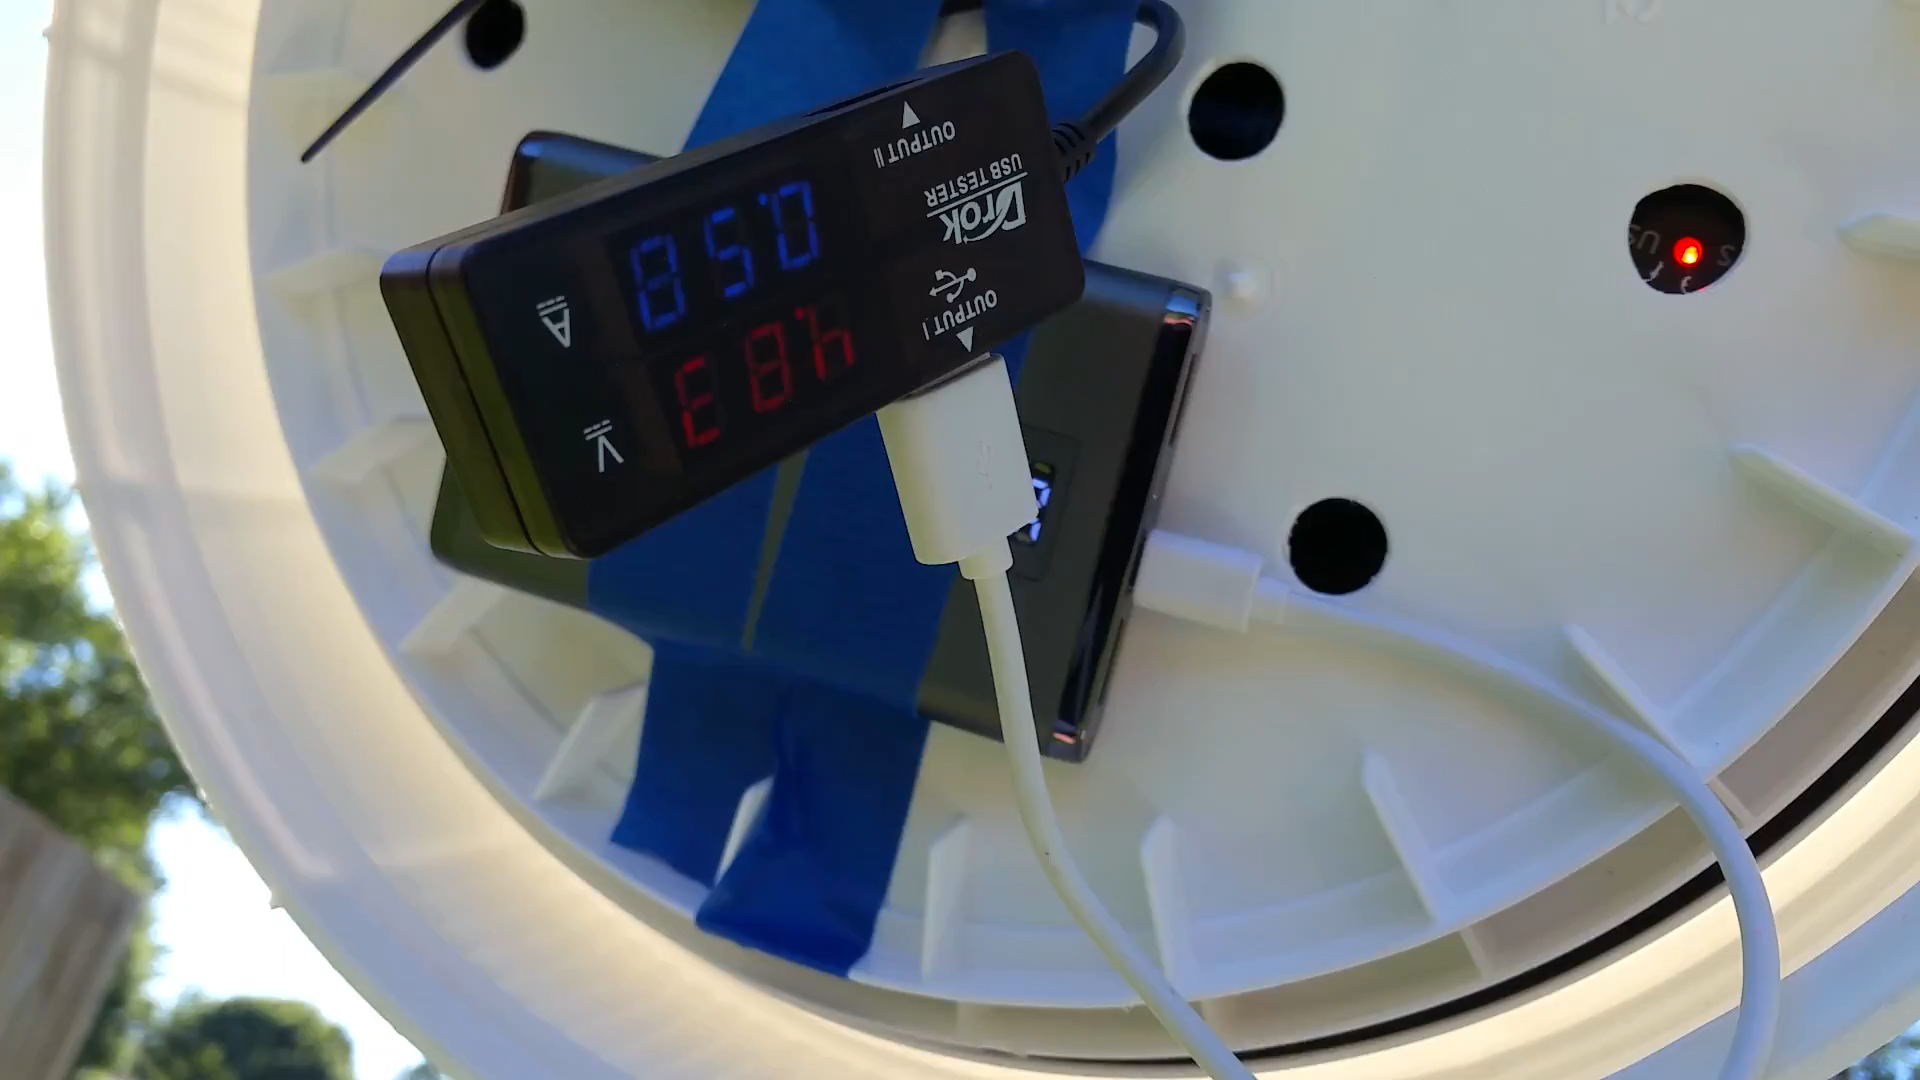 OUTPUT I
Drok
USB TESTER
OUTPUT II
4.83 V
0.58 A